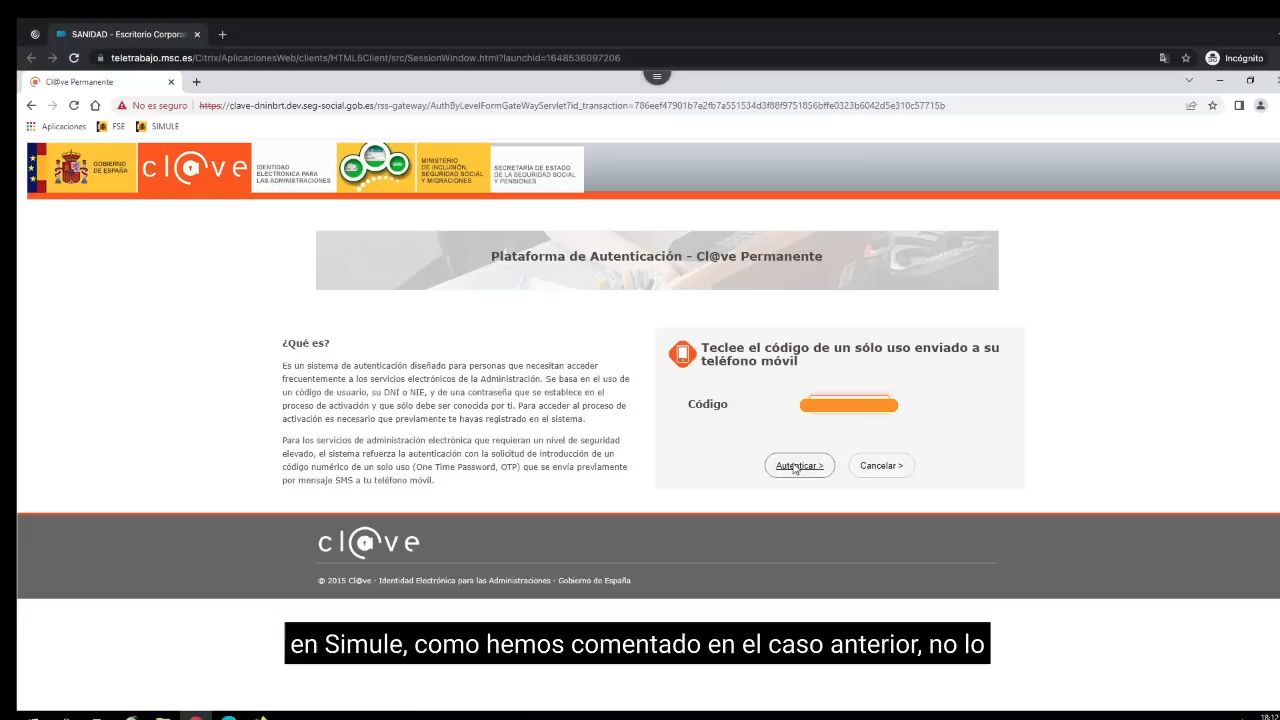 SANIDAD - Escritorio Corpora
teletrabajo.msc.es/Citrix/AplicacionesWeb/clients/HTML5Client/src/SessionWindow.html?launchid=1648536097206
Incógnito
Cl@ve Permanente
No es seguro
https://clave-dninbrt.dev.seg-social.gob.es/rss-gateway/AuthByLevelFormGateWayServlet?id_transaction=786eef47901b7e2fb7a551534d3f88f9751856bffe0323b6042d5e310c57715b
Aplicaciones
FSE
SIMULE
GOBIERNO
DE ESPAÑA
cl@ve
IDENTIDAD
ELECTRÓNICA PARA
LAS ADMINISTRACIONES
MINISTERIO
DE INCLUSIÓN,
SEGURIDAD SOCIAL
Y MIGRACIONES
SECRETARÍA DE ESTADO
DE LA SEGURIDAD SOCIAL
Y PENSIONES
Plataforma de Autenticación - Cl@ve Permanente
¿Qué es?
Es un sistema de autenticación diseñado para personas que necesitan acceder
frecuentemente a los servicios electrónicos de la Administración. Se basa en el uso de
un código de usuario, su DNI o NIE, y de una contraseña que se establece en el
proceso de activación y que sólo debe ser conocida por ti. Para acceder al proceso de
activación es necesario que previamente te hayas registrado en el sistema.
Para los servicios de administración electrónica que requieran un nivel de seguridad
elevado, el sistema refuerza la autenticación con la solicitud de introducción de un
código numérico de un solo uso (One Time Password, OTP) que se envía previamente
por mensaje SMS a tu teléfono móvil.
Teclee el código de un sólo uso enviado a su
teléfono móvil
Código
Autenticar >
Cancelar >
cl@ve
@ 2015 Cl@ve - Identidad Electrónica para las Administraciones - Gobierno de España
en Simule, como hemos comentado en el caso anterior, no lo
18:12